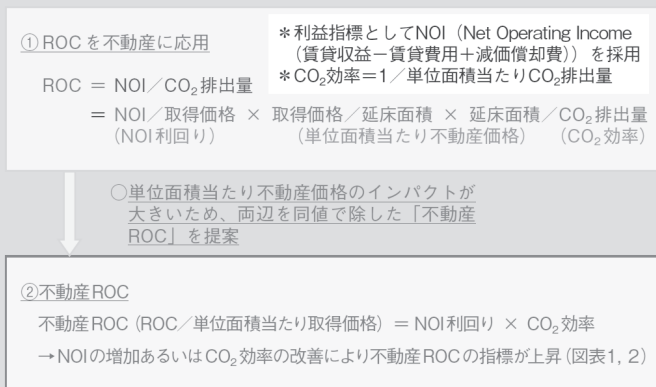 ①ROCを不動産に応用
＊利益指標としてNOI（Net Operating Income
（賃貸収益－賃貸費用＋減価償却費））を採用
＊CO₂効率＝1／単位面積当たりCO₂排出量
ROC ＝ NOI／CO₂排出量
＝ NOI／取得価格 × 取得価格／延床面積 × 延床面積／CO₂排出量
（NOI利回り） （単位面積当たり不動産価格） （CO₂効率）
○単位面積当たり不動産価格のインパクトが
大きいため、両辺を同値で除した「不動産
ROC」を提案
②不動産ROC
不動産ROC（ROC／単位面積当たり取得価格）＝ NOI利回り × CO₂効率
→NOIの増加あるいはCO₂効率の改善により不動産ROCの指標が上昇（図表1, 2）